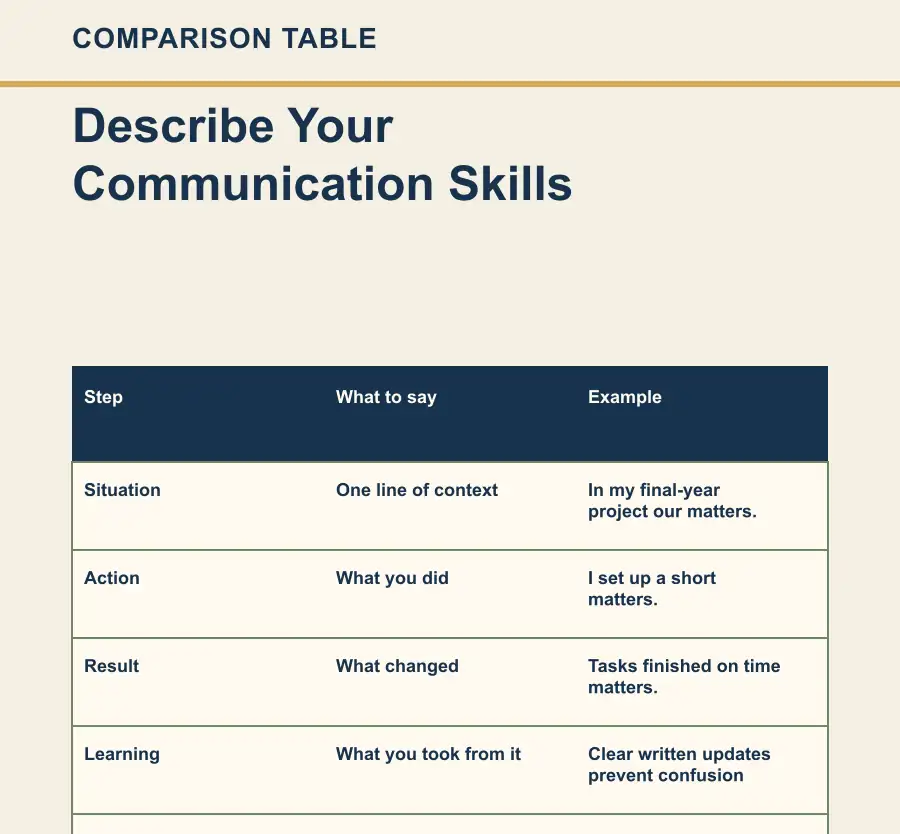 COMPARISON TABLE
Describe Your
Communication Skills
Step What to say Example
Situation One line of context In my final-year
project our matters.
Action What you did I set up a short
matters.
Result What changed Tasks finished on time
matters.
Learning What you took from it Clear written updates
prevent confusion